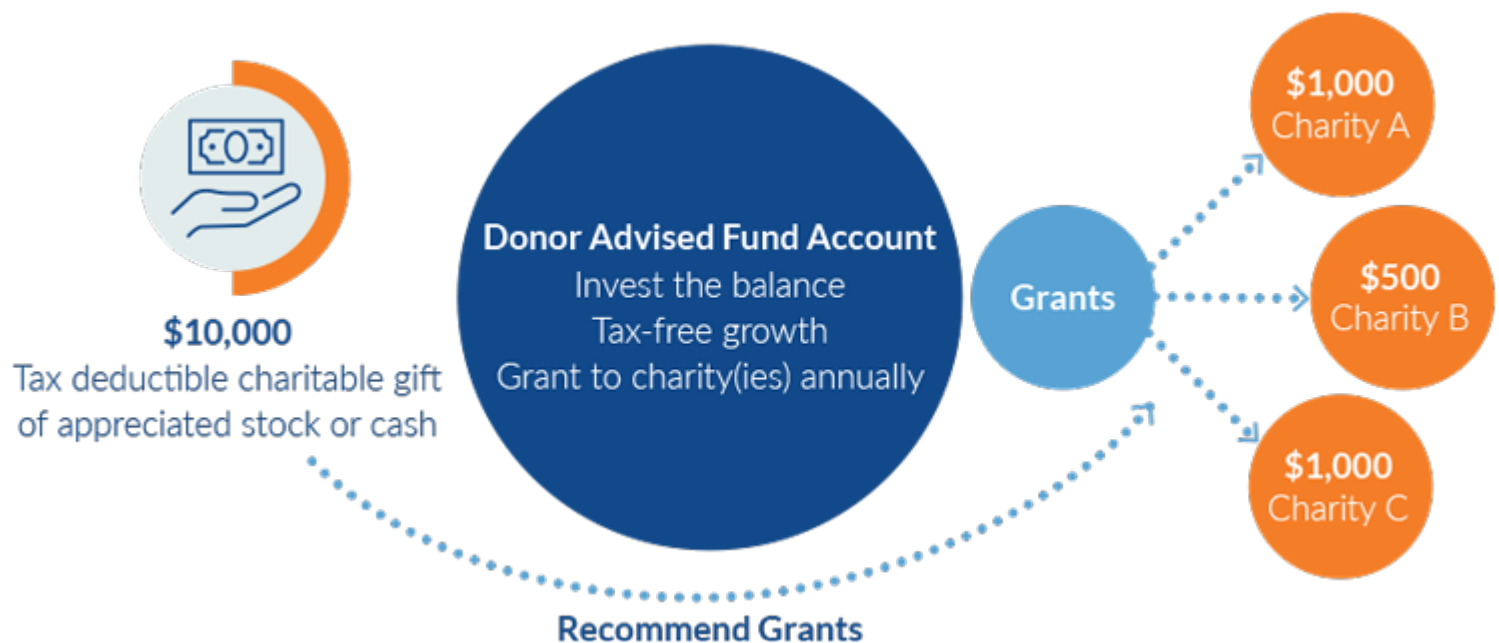 $10,000
Tax deductible charitable gift
of appreciated stock or cash
Donor Advised Fund Account
Invest the balance
Tax-free growth
Grant to charity(ies) annually
Recommend Grants
Grants
$1,000
Charity A
$500
Charity B
$1,000
Charity C